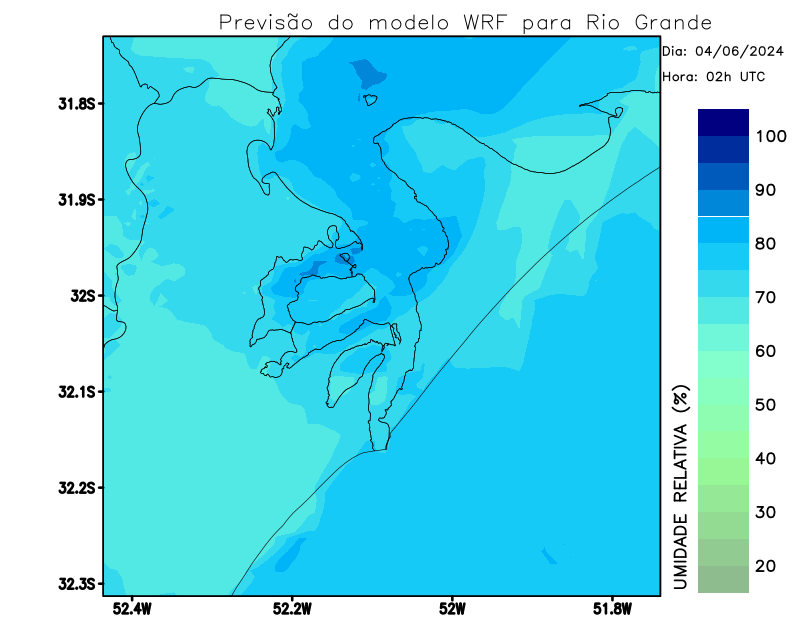 Previsão do modelo WRF para Rio Grande
Dia: 04/06/2024
Hora: 02h UTC
31.8S
31.9S
32S
32.1S
32.2S
32.3S
52.4W
52.2W
52W
51.8W
100
90
80
70
60
50
40
30
20
UMIDADE RELATIVA (%)